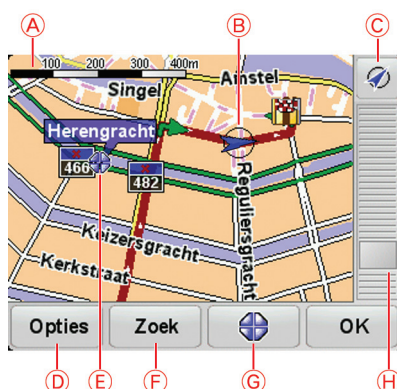 A
B
C
100 200 300 400m
Singel
Amstel
Herengracht
466
482
Reguliersgracht
Keizersgracht
Kerkstraat
Opties
Zoek
OK
D
E
F
G
H